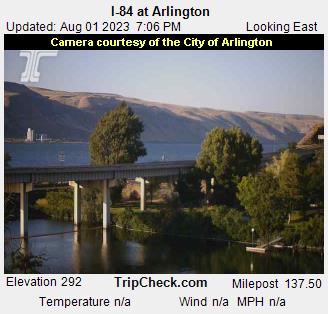 I-84 at Arlington
Updated: Aug 01 2023 7:06 PM Looking East
Camera courtesy of the City of Arlington
Elevation 292 TripCheck.com Milepost 137.50
Temperature n/a Wind n/a MPH n/a